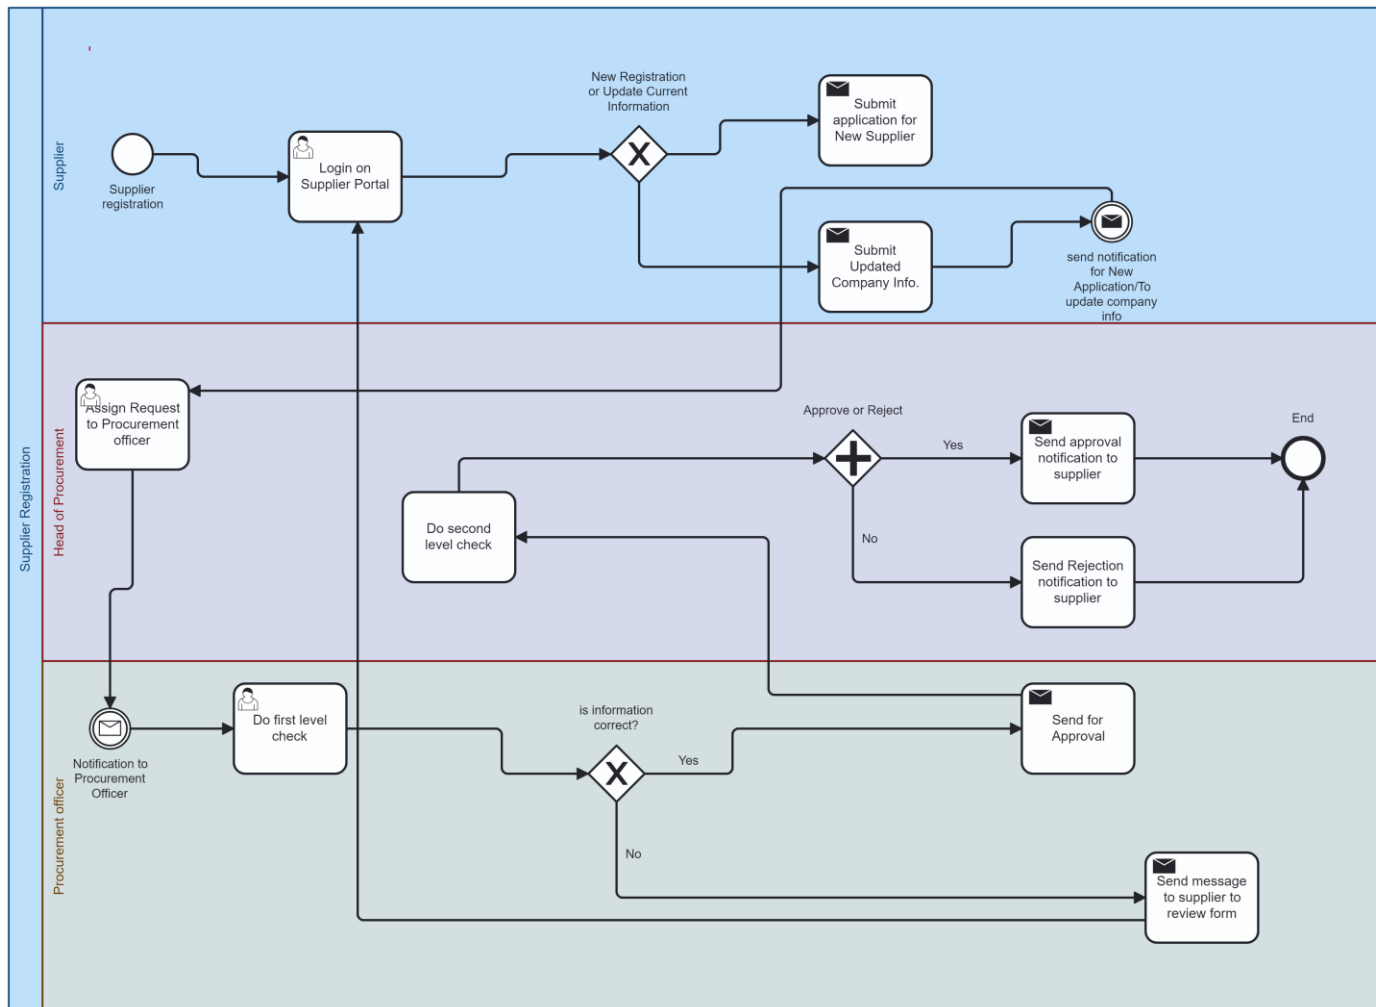 Supplier Registration
Supplier
Supplier
registration
Login on
Supplier Portal
New Registration
or Update Current
Information
Submit
application for
New Supplier
Submit
Updated
Company Info.
send notification
for New
Application/To
update company
info
Head of Procurement
Assign Request
to Procurement
officer
Do second
level check
Approve or Reject
Yes
No
Send approval
notification to
supplier
Send Rejection
notification to
supplier
End
Procurement officer
Notification to
Procurement
Officer
Do first level
check
is information
correct?
Yes
No
Send for
Approval
Send message
to supplier to
review form